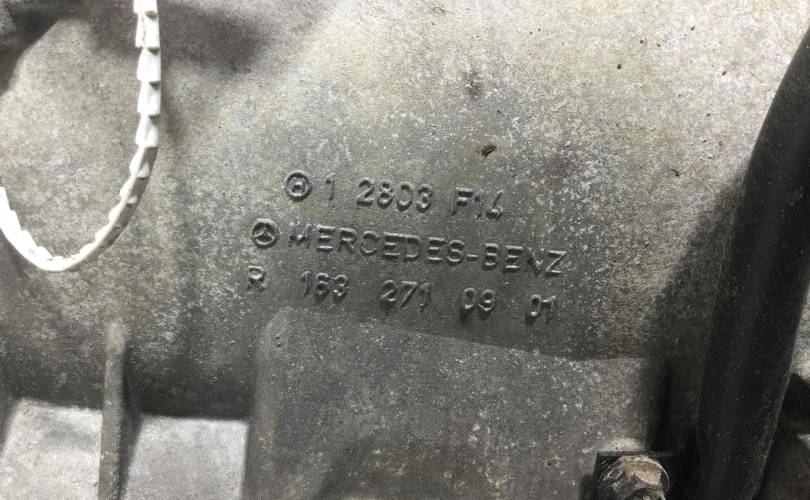 1 2803 F14
MERCEDES-BENZ
R 163 271 09 01